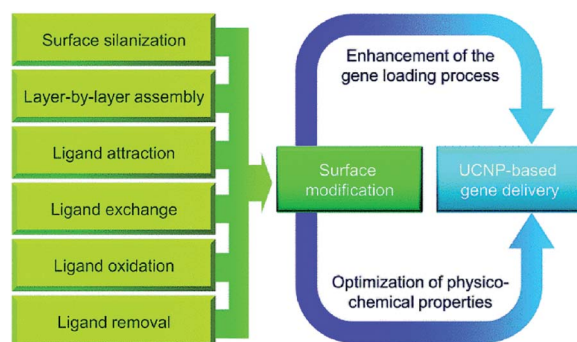 Surface silanization
Layer-by-layer assembly
Ligand attraction
Ligand exchange
Ligand oxidation
Ligand removal
Enhancement of the
gene loading process
Surface
modification
UCNP-based
gene delivery
Optimization of physico-
chemical properties